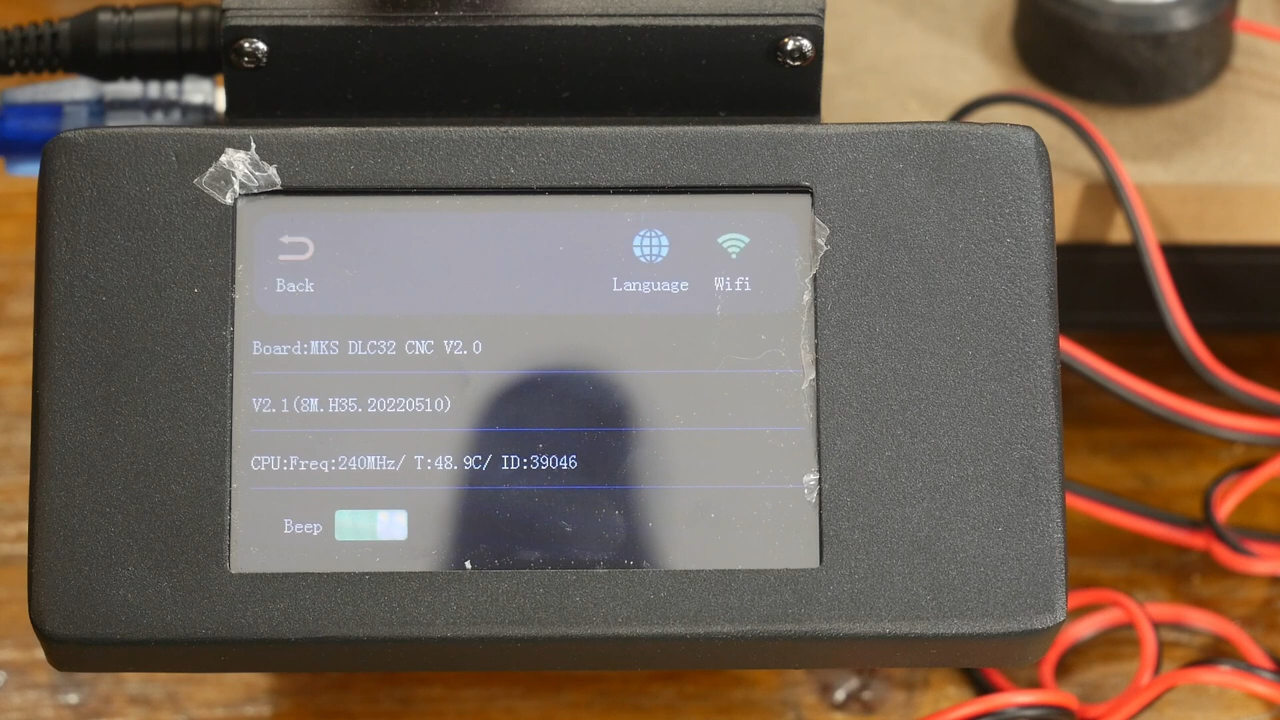 Back
Language
Wifi
Board:MKS DLC32 CNC V2.0
V2.1(8M.H35.20220510)
CPU:Freq:240MHz/ T:48.9C/ ID:39046
Beep